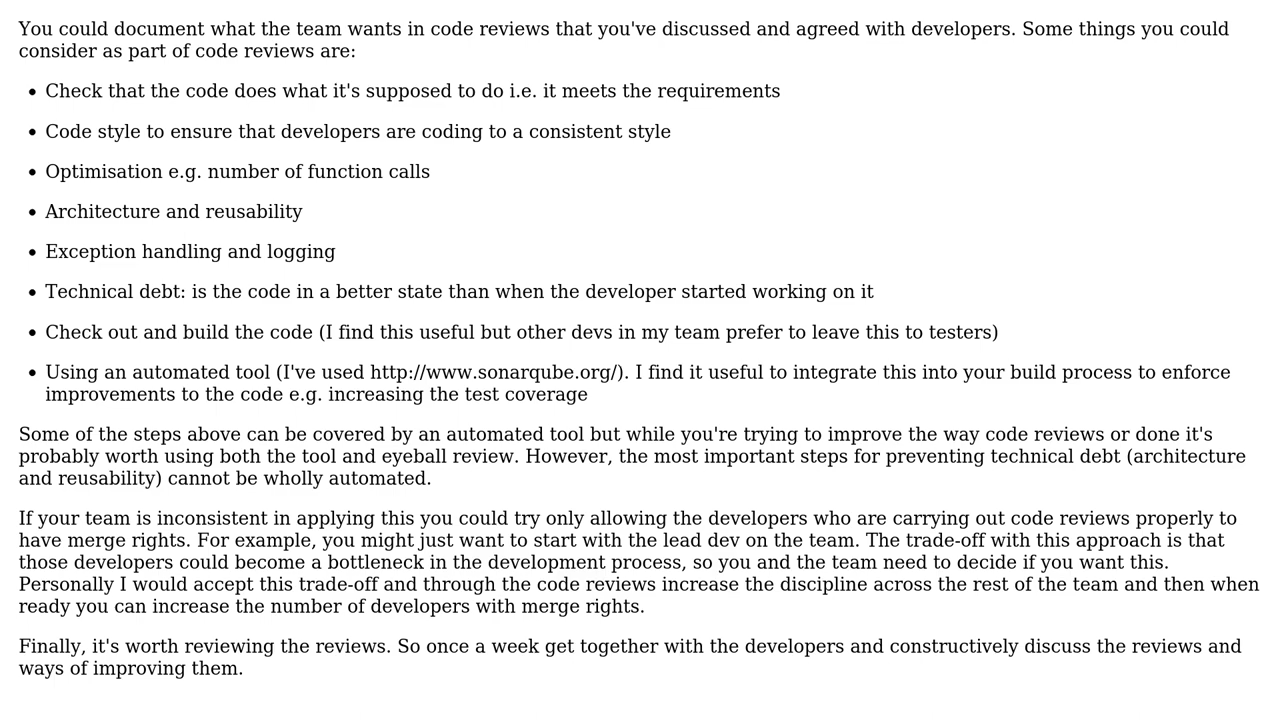 You could document what the team wants in code reviews that you've discussed and agreed with developers. Some things you could
consider as part of code reviews are:
• Check that the code does what it's supposed to do i.e. it meets the requirements
• Code style to ensure that developers are coding to a consistent style
• Optimisation e.g. number of function calls
• Architecture and reusability
• Exception handling and logging
• Technical debt: is the code in a better state than when the developer started working on it
• Check out and build the code (I find this useful but other devs in my team prefer to leave this to testers)
• Using an automated tool (I've used http://www.sonarqube.org/). I find it useful to integrate this into your build process to enforce
improvements to the code e.g. increasing the test coverage
Some of the steps above can be covered by an automated tool but while you're trying to improve the way code reviews or done it's
probably worth using both the tool and eyeball review. However, the most important steps for preventing technical debt (architecture
and reusability) cannot be wholly automated.
If your team is inconsistent in applying this you could try only allowing the developers who are carrying out code reviews properly to
have merge rights. For example, you might just want to start with the lead dev on the team. The trade-off with this approach is that
those developers could become a bottleneck in the development process, so you and the team need to decide if you want this.
Personally I would accept this trade-off and through the code reviews increase the discipline across the rest of the team and then when
ready you can increase the number of developers with merge rights.
Finally, it's worth reviewing the reviews. So once a week get together with the developers and constructively discuss the reviews and
ways of improving them.